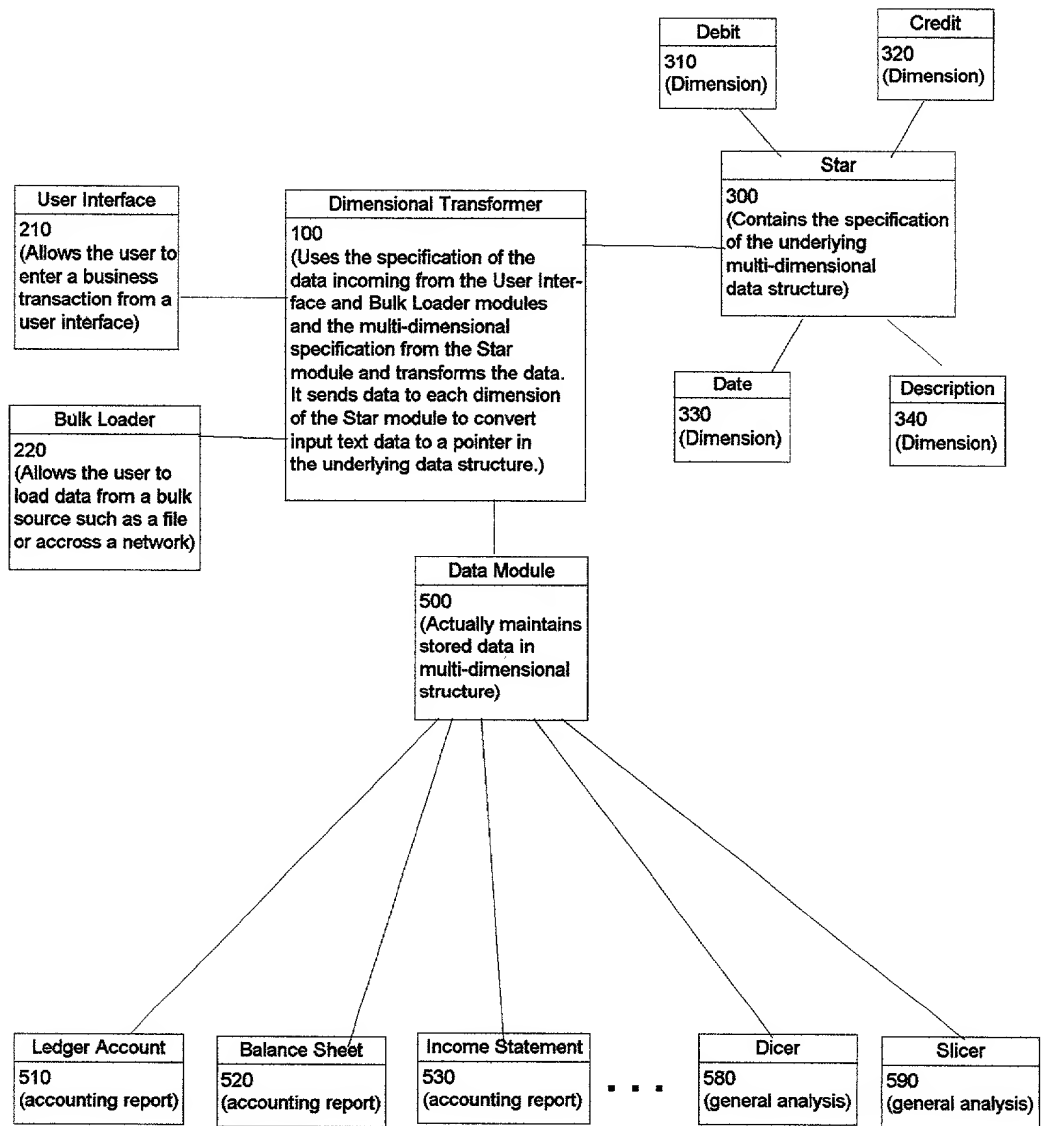 Debit
310
(Dimension)
Credit
320
(Dimension)
Star
300
(Contains the specification
of the underlying
multi-dimensional
data structure)
User Interface
210
(Allows the user to
enter a business
transaction from a
user interface)
Dimensional Transformer
100
(Uses the specification of the
data incoming from the User Inter-
face and Bulk Loader modules
and the multi-dimensional
specification from the Star
module and transforms the data.
It sends data to each dimension
of the Star module to convert
input text data to a pointer in
the underlying data structure.)
Date
330
(Dimension)
Description
340
(Dimension)
Bulk Loader
220
(Allows the user to
load data from a bulk
source such as a file
or accross a network)
Data Module
500
(Actually maintains
stored data in
multi-dimensional
structure)
Ledger Account
510
(accounting report)
Balance Sheet
520
(accounting report)
Income Statement
530
(accounting report)
. . .
Dicer
580
(general analysis)
Slicer
590
(general analysis)